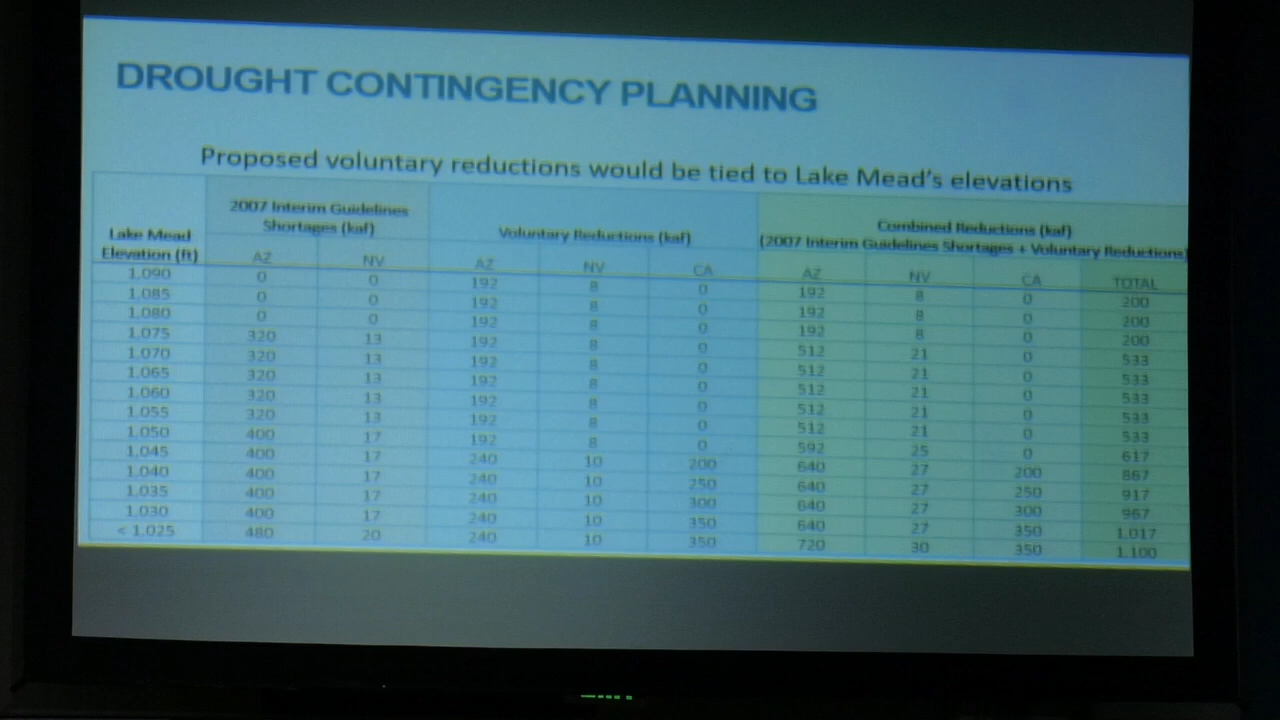 DROUGHT CONTINGENCY PLANNING
Proposed voluntary reductions would be tied to Lake Mead's elevations
Lake Mead Elevation (ft) 2007 Interim Guidelines Shortages (kaf) Voluntary Reductions (kaf) Combined Reductions (kaf) (2007 Interim Guidelines Shortages + Voluntary Reductions)
AZ NV AZ NV CA AZ NV CA TOTAL
1,090 0 0 192 8 0 192 8 0 200
1,085 0 0 192 8 0 192 8 0 200
1,080 0 0 192 8 0 192 8 0 200
1,075 320 13 192 8 0 512 21 0 533
1,070 320 13 192 8 0 512 21 0 533
1,065 320 13 192 8 0 512 21 0 533
1,060 320 13 192 8 0 512 21 0 533
1,055 320 13 192 8 0 512 21 0 533
1,050 400 17 192 8 0 592 25 0 617
1,045 400 17 240 10 200 640 27 200 867
1,040 400 17 240 10 250 640 27 250 917
1,035 400 17 240 10 300 640 27 300 967
1,030 400 17 240 10 350 640 27 350 1,017
< 1,025 480 20 240 10 350 720 30 350 1,100